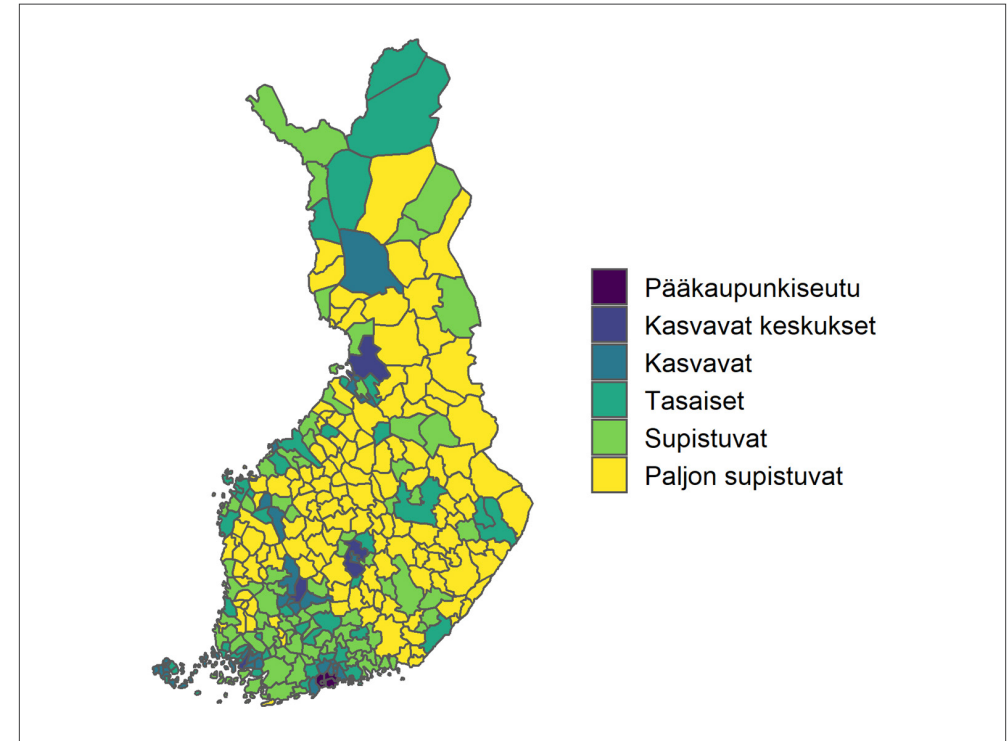 Pääkaupunkiseutu
Kasvavat keskukset
Kasvavat
Tasaiset
Supistuvat
Paljon supistuvat